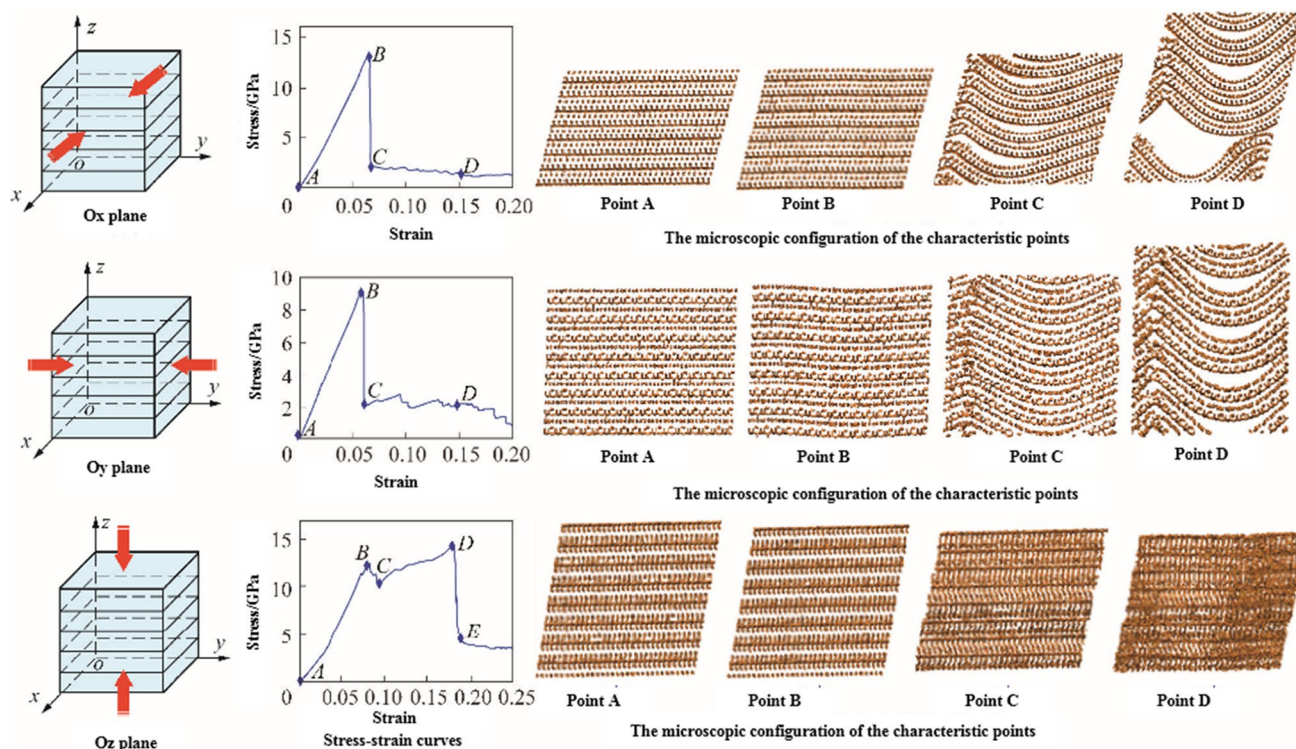 z
y
x
o
Ox plane
Stress/GPa
15
10
5
0
0.05
0.10
0.15
0.20
A
B
C
D
Strain
Point A
Point B
Point C
Point D
The microscopic configuration of the characteristic points
z
y
x
o
Oy plane
Stress/GPa
10
8
6
4
2
0
0.05
0.10
0.15
0.20
A
B
C
D
Strain
Point A
Point B
Point C
Point D
The microscopic configuration of the characteristic points
z
y
x
o
Oz plane
Stress/GPa
15
10
5
0
0.05
0.10
0.15
0.20
0.25
A
B
C
D
E
Strain
Stress-strain curves
Point A
Point B
Point C
Point D
The microscopic configuration of the characteristic points